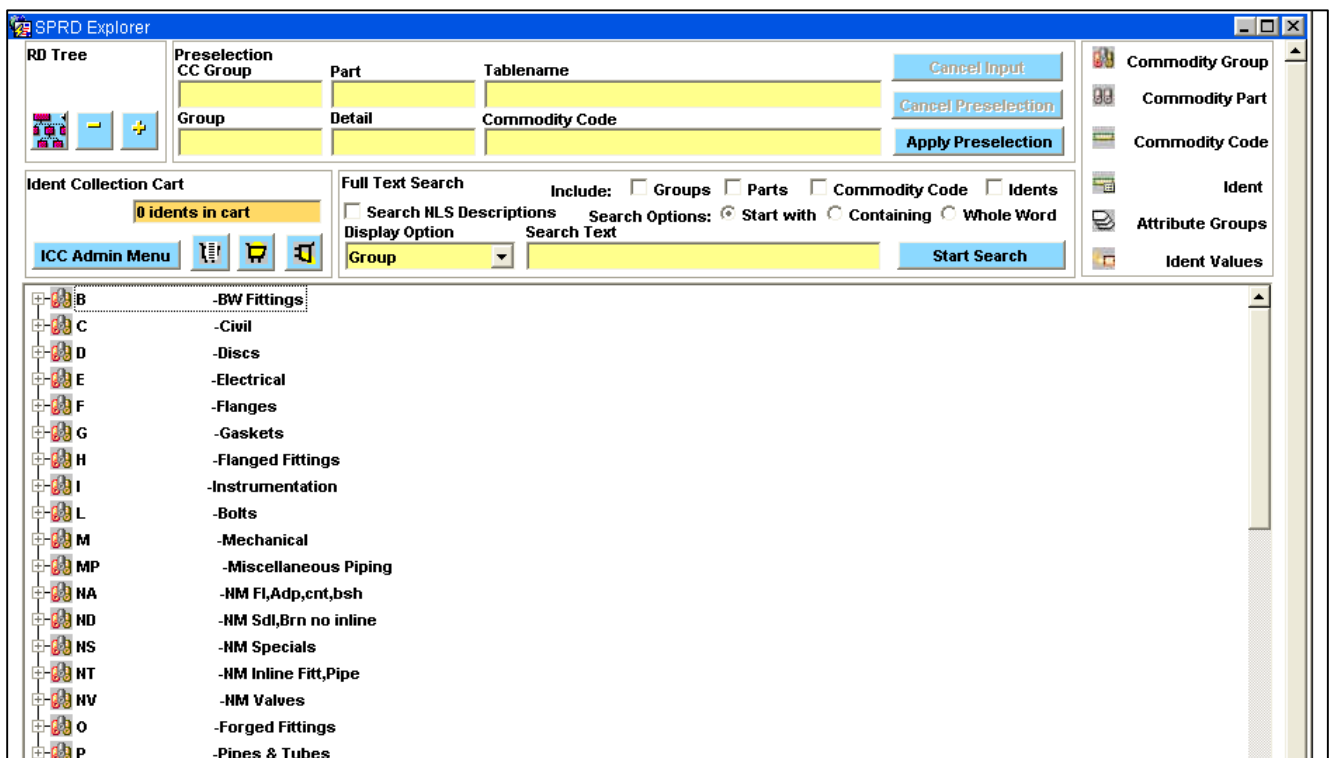 SPRD Explorer
RD Tree
Preselection
CC Group Part Tablename
Cancel Input
Cancel Preselection
Group Detail Commodity Code
Apply Preselection
Commodity Group
Commodity Part
Commodity Code
Ident
Attribute Groups
Ident Values
Ident Collection Cart
0 idents in cart
ICC Admin Menu
Full Text Search Include: Groups Parts Commodity Code Idents
Search NLS Descriptions Search Options: Start with Containing Whole Word
Display Option Search Text
Group Start Search
B -BW Fittings
C -Civil
D -Discs
E -Electrical
F -Flanges
G -Gaskets
H -Flanged Fittings
I -Instrumentation
L -Bolts
M -Mechanical
MP -Miscellaneous Piping
NA -NM Fl,Adp,cnt,bsh
ND -NM Sdl,Brn no inline
NS -NM Specials
NT -NM Inline Fitt,Pipe
NV -NM Valves
O -Forged Fittings
P -Pipes & Tubes